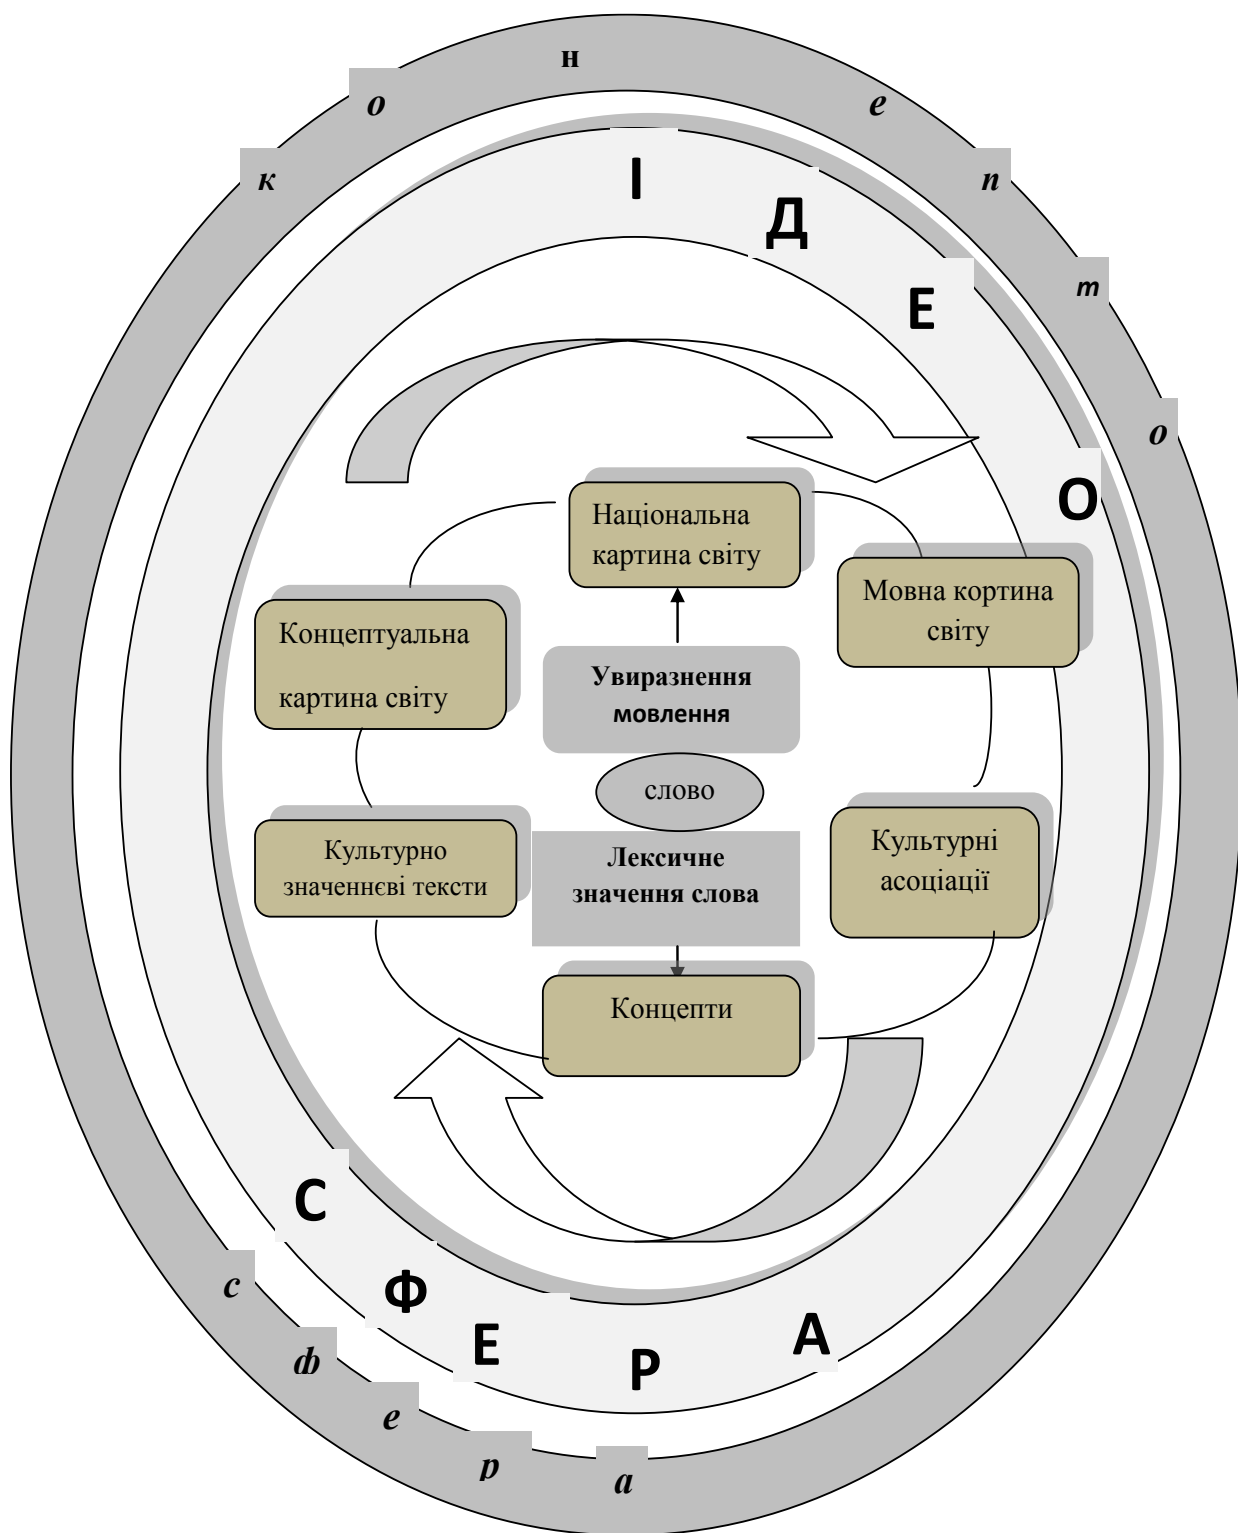 к о н е п т о
І Д Е О
Національна
картина світу
Мовна кортина
світу
Концептуальна
картина світу
Увиразнення
мовлення
слово
Культурно
значеннєві тексти
Лексичне
значення слова
Культурні
асоціації
Концепти
С Ф Е Р А
с ф е р а